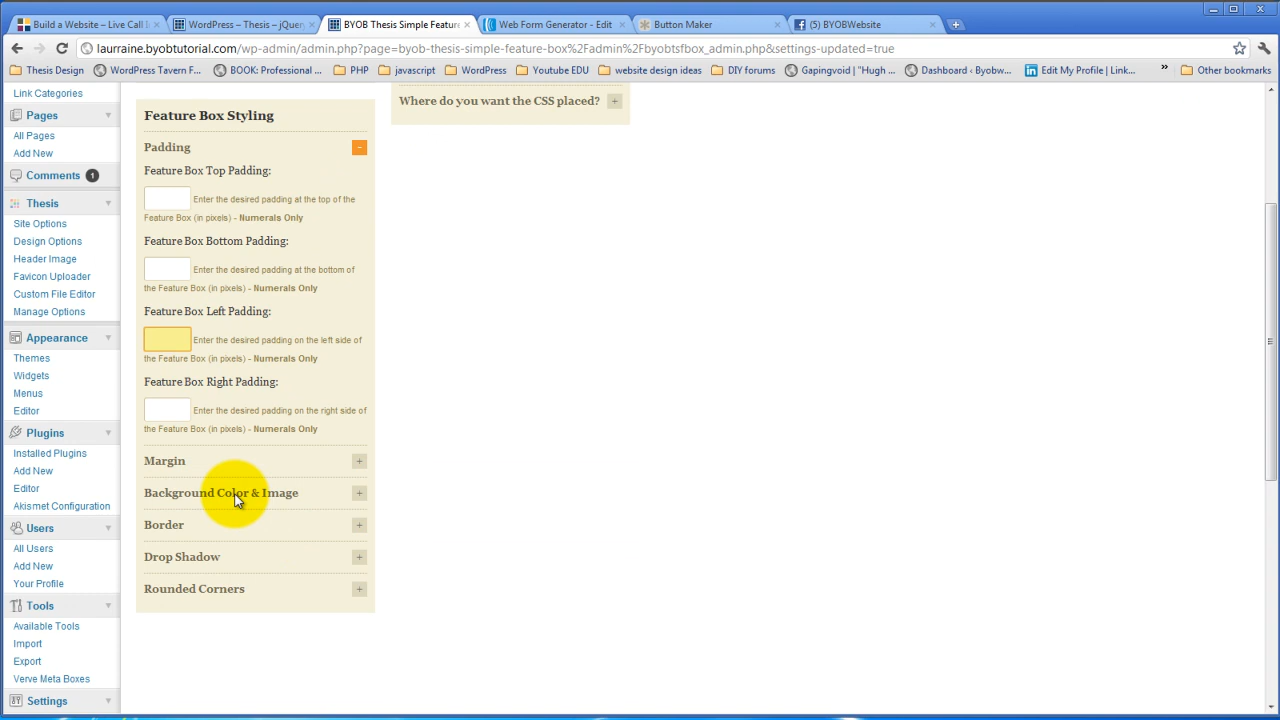 Build a Website – Live Call I
WordPress – Thesis – jQuery
BYOB Thesis Simple Feature
Web Form Generator - Edit
Button Maker
(5) BYOBWebsite
laurraine.byobtutorial.com/wp-admin/admin.php?page=byob-thesis-simple-feature-box%2Fadmin%2Fbyobtsfbox_admin.php&settings-updated=true
Thesis Design
WordPress Tavern F...
BOOK: Professional ...
PHP
javascript
WordPress
Youtube EDU
website design ideas
DIY forums
Gapingvoid | "Hugh ...
Dashboard ‹ Byobw...
Edit My Profile | Link...
»
Other bookmarks
Link Categories
Pages
All Pages
Add New
Comments 1
Thesis
Site Options
Design Options
Header Image
Favicon Uploader
Custom File Editor
Manage Options
Appearance
Themes
Widgets
Menus
Editor
Plugins
Installed Plugins
Add New
Editor
Akismet Configuration
Users
All Users
Add New
Your Profile
Tools
Available Tools
Import
Export
Verve Meta Boxes
Settings
Feature Box Styling
Padding -
Feature Box Top Padding:
Enter the desired padding at the top of the
Feature Box (in pixels) - Numerals Only
Feature Box Bottom Padding:
Enter the desired padding at the bottom of
the Feature Box (in pixels) - Numerals Only
Feature Box Left Padding:
Enter the desired padding on the left side of
the Feature Box (in pixels) - Numerals Only
Feature Box Right Padding:
Enter the desired padding on the right side of
the Feature Box (in pixels) - Numerals Only
Margin +
Background Color & Image +
Border +
Drop Shadow +
Rounded Corners +
Where do you want the CSS placed? +